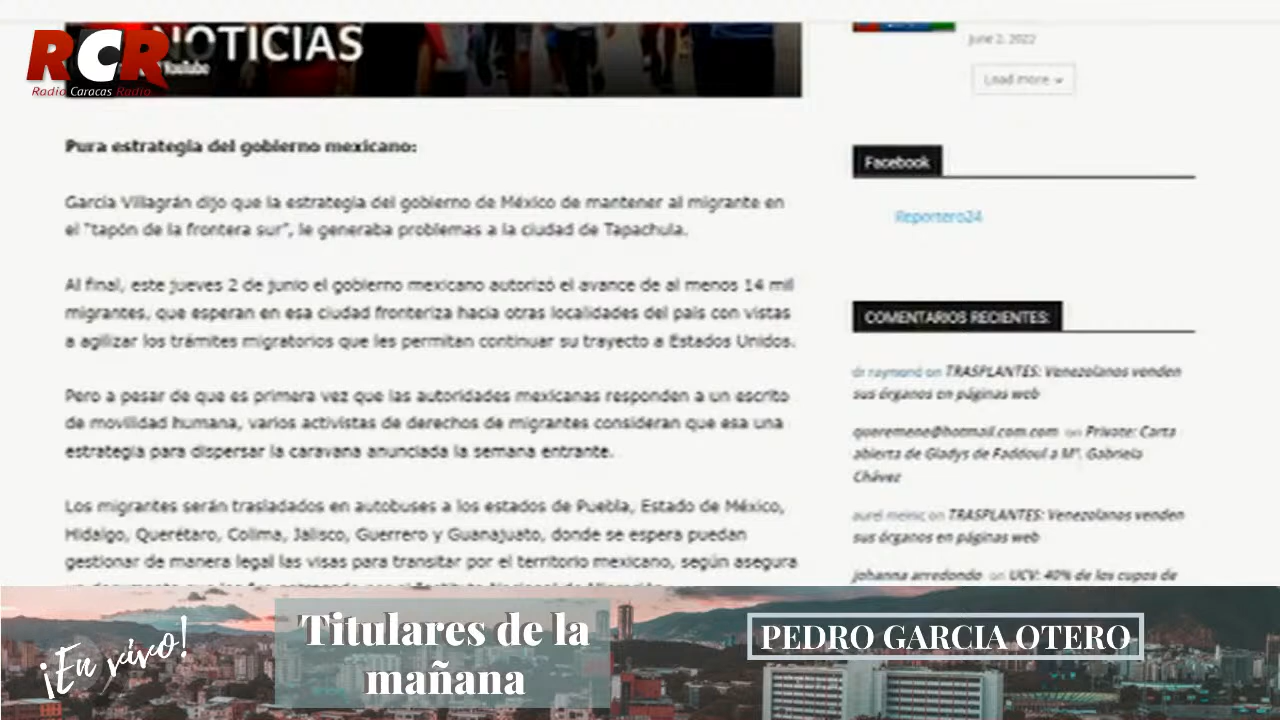 NOTICIAS
YouTube
RCR
Radio Caracas Radio
June 2, 2022
Load more
Pura estrategia del gobierno mexicano:
García Villagrán dijo que la estrategia del gobierno de México de mantener al migrante en
el "tapón de la frontera sur", le generaba problemas a la ciudad de Tapachula.
Al final, este jueves 2 de junio el gobierno mexicano autorizó el avance de al menos 14 mil
migrantes, que esperan en esa ciudad fronteriza hacia otras localidades del país con vistas
a agilizar los trámites migratorios que les permitan continuar su trayecto a Estados Unidos.
Pero a pesar de que es primera vez que las autoridades mexicanas responden a un escrito
de movilidad humana, varios activistas de derechos de migrantes consideran que esa una
estrategia para dispersar la caravana anunciada la semana entrante.
Los migrantes serán trasladados en autobuses a los estados de Puebla, Estado de México,
Hidalgo, Querétaro, Colima, Jalisco, Guerrero y Guanajuato, donde se espera puedan
gestionar de manera legal las visas para transitar por el territorio mexicano, según asegura
Facebook
Reportero24
COMENTARIOS RECIENTES:
dr raymond on TRASPLANTES: Venezolanos venden
sus órganos en páginas web
queremene@hotmail.com.com on Private: Carta
abierta de Gladys de Faddoul a Mª. Gabriela
Chávez
aurel meinic on TRASPLANTES: Venezolanos venden
sus órganos en páginas web
johanna arredondo on UCV: 40% de los cupos de
¡En vivo!
Titulares de la
mañana
PEDRO GARCIA OTERO